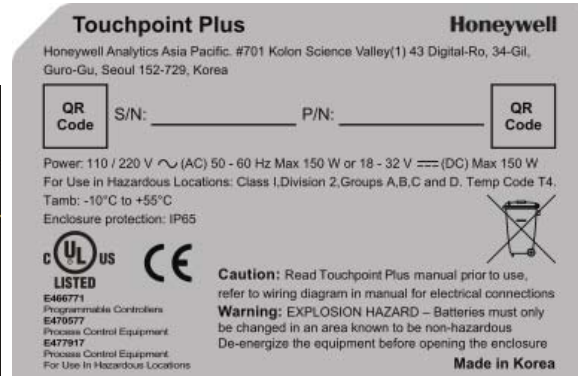 Touchpoint Plus
Honeywell
Honeywell Analytics Asia Pacific. #701 Kolon Science Valley(1) 43 Digital-Ro, 34-Gil,
Guro-Gu, Seoul 152-729, Korea
QR
Code
S/N:
P/N:
QR
Code
Power: 110 / 220 V (AC) 50 - 60 Hz Max 150 W or 18 - 32 V (DC) Max 150 W
For Use in Hazardous Locations: Class I,Division 2,Groups A,B,C and D. Temp Code T4.
Tamb: -10°C to +55°C
Enclosure protection: IP65
C UL US
LISTED
CE
E466771
Programmable Controllers
E470577
Process Control Equipment
E477917
Process Control Equipment
For Use In Hazardous Locations
Caution: Read Touchpoint Plus manual prior to use,
refer to wiring diagram in manual for electrical connections
Warning: EXPLOSION HAZARD – Batteries must only
be changed in an area known to be non-hazardous
De-energize the equipment before opening the enclosure
Made in Korea